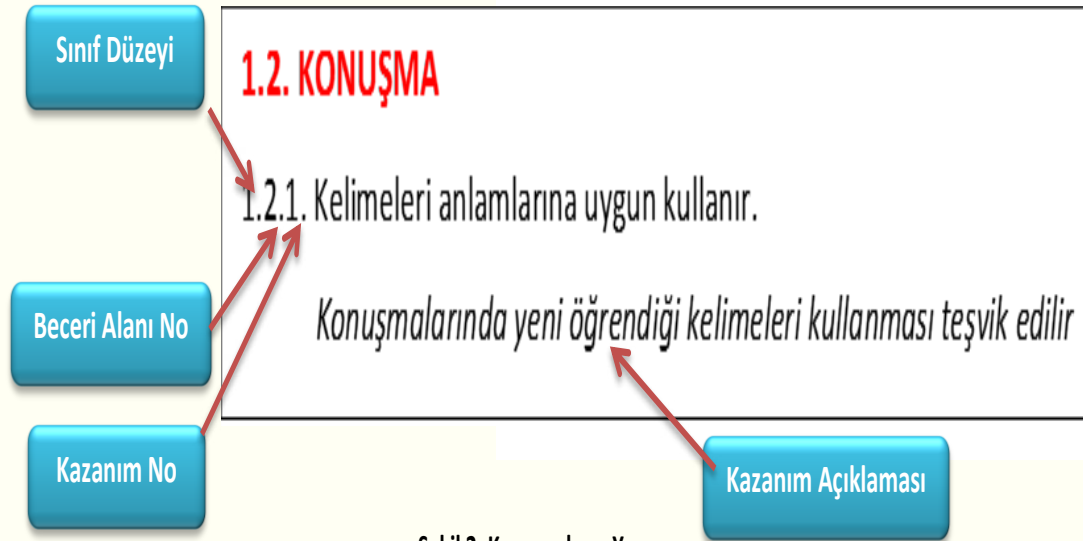 Sınıf Düzeyi
1.2. KONUŞMA
1.2.1. Kelimeleri anlamlarına uygun kullanır.
Beceri Alanı No
Konuşmalarında yeni öğrendiği kelimeleri kullanması teşvik edilir
Kazanım No
Kazanım Açıklaması